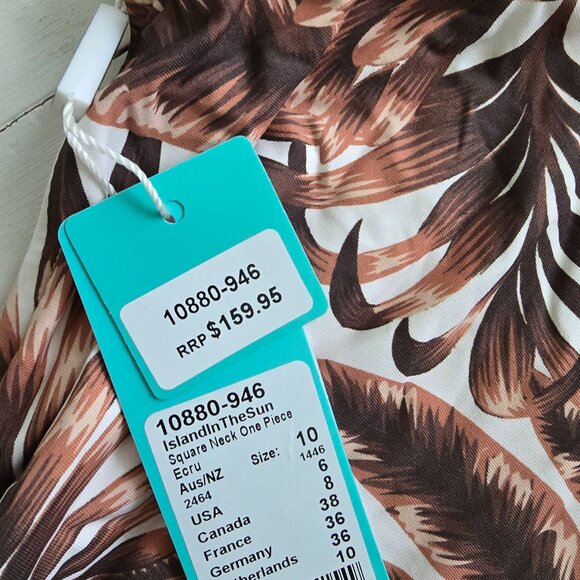 10880-946
RRP $159.95
10880-946
IslandInTheSun
Square Neck One Piece
Ecru
Size: 10
Aus/NZ 1446
2464 6
USA 8
Canada 38
France 36
Germany 36
10